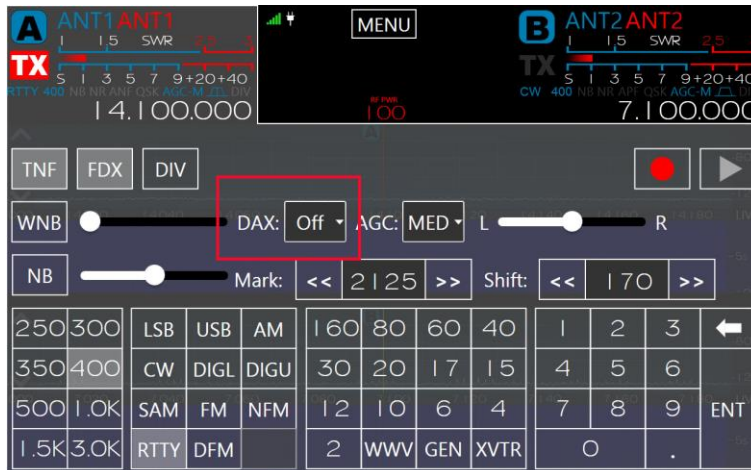 A ANT1 ANT1 MENU B ANT2 ANT2
1 1,5 SWR 2,5 1 1,5 SWR 2,5
TX S 1 3 5 7 9+20+40 TX S 1 3 5 7 9+20+40
RTTY 400 NB NR ANF QSK AGC-M DIV RF PWR CW 400 NB NR APF QSK AGC-M
14.100.000 100 7.100.000
TNF FDX DIV
WNB DAX: Off AGC: MED L R
NB Mark: << 2125 >> Shift: << 170 >>
250 300 LSB USB AM 160 80 60 40 1 2 3
350 400 CW DIGL DIGU 30 20 17 15 4 5 6
500 1.0K SAM FM NFM 12 10 6 4 7 8 9 ENT
1.5K 3.0K RTTY DFM 2 WWV GEN XVTR 0 .